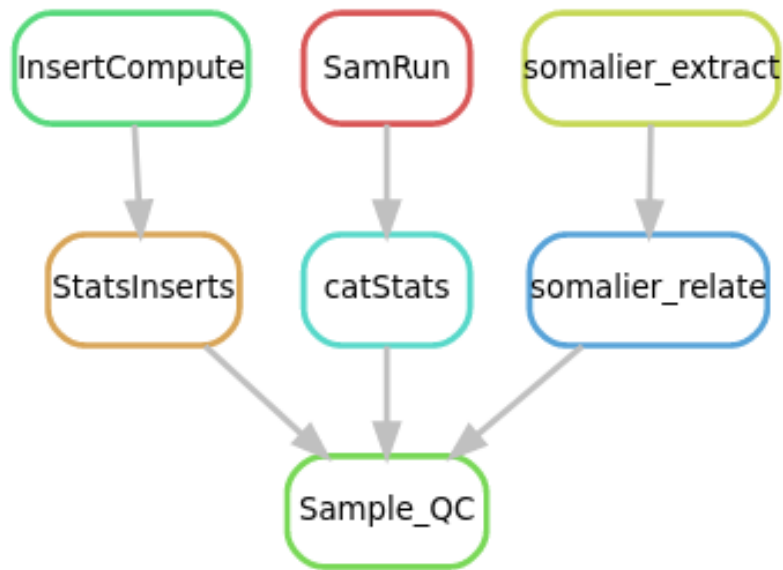 InsertCompute
SamRun
somalier_extract
StatsInserts
catStats
somalier_relate
Sample_QC